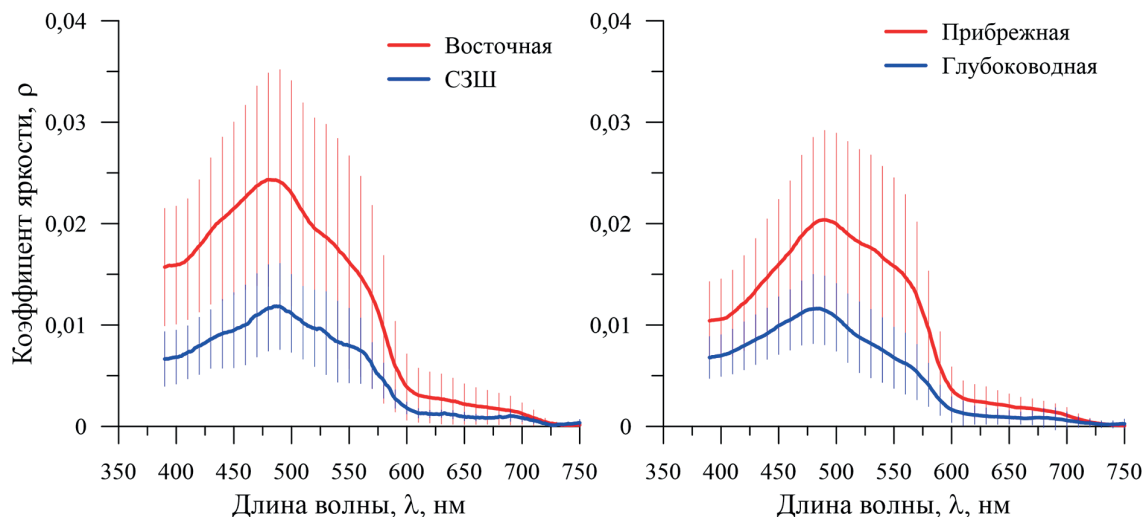 0,04
0,03
0,02
0,01
0
Коэффицент яркости, ρ
Восточная
СЗШ
350 400 450 500 550 600 650 700 750
Длина волны, λ, нм
0,04
0,03
0,02
0,01
0
Прибрежная
Глубоководная
350 400 450 500 550 600 650 700 750
Длина волны, λ, нм